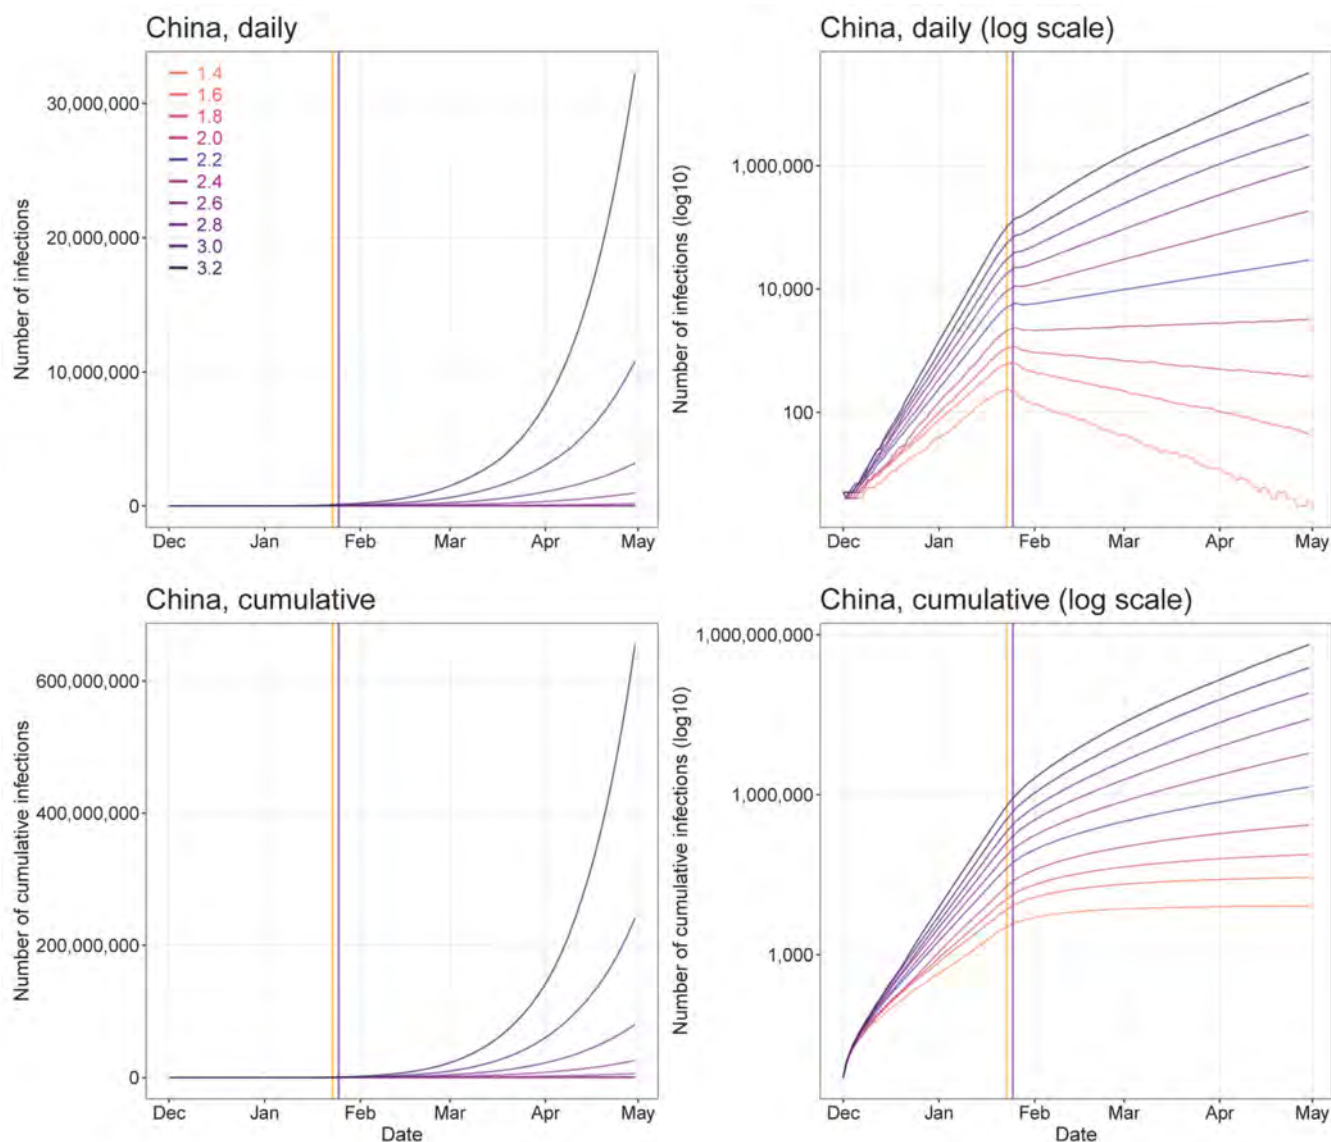 China, daily
Number of infections
30,000,000
20,000,000
10,000,000
0
1.4
1.6
1.8
2.0
2.2
2.4
2.6
2.8
3.0
3.2
Dec Jan Feb Mar Apr May
China, daily (log scale)
Number of infections (log10)
1,000,000
10,000
100
Dec Jan Feb Mar Apr May
China, cumulative
Number of cumulative infections
600,000,000
400,000,000
200,000,000
0
Dec Jan Feb Mar Apr May
Date
China, cumulative (log scale)
Number of cumulative infections (log10)
1,000,000,000
1,000,000
1,000
Dec Jan Feb Mar Apr May
Date